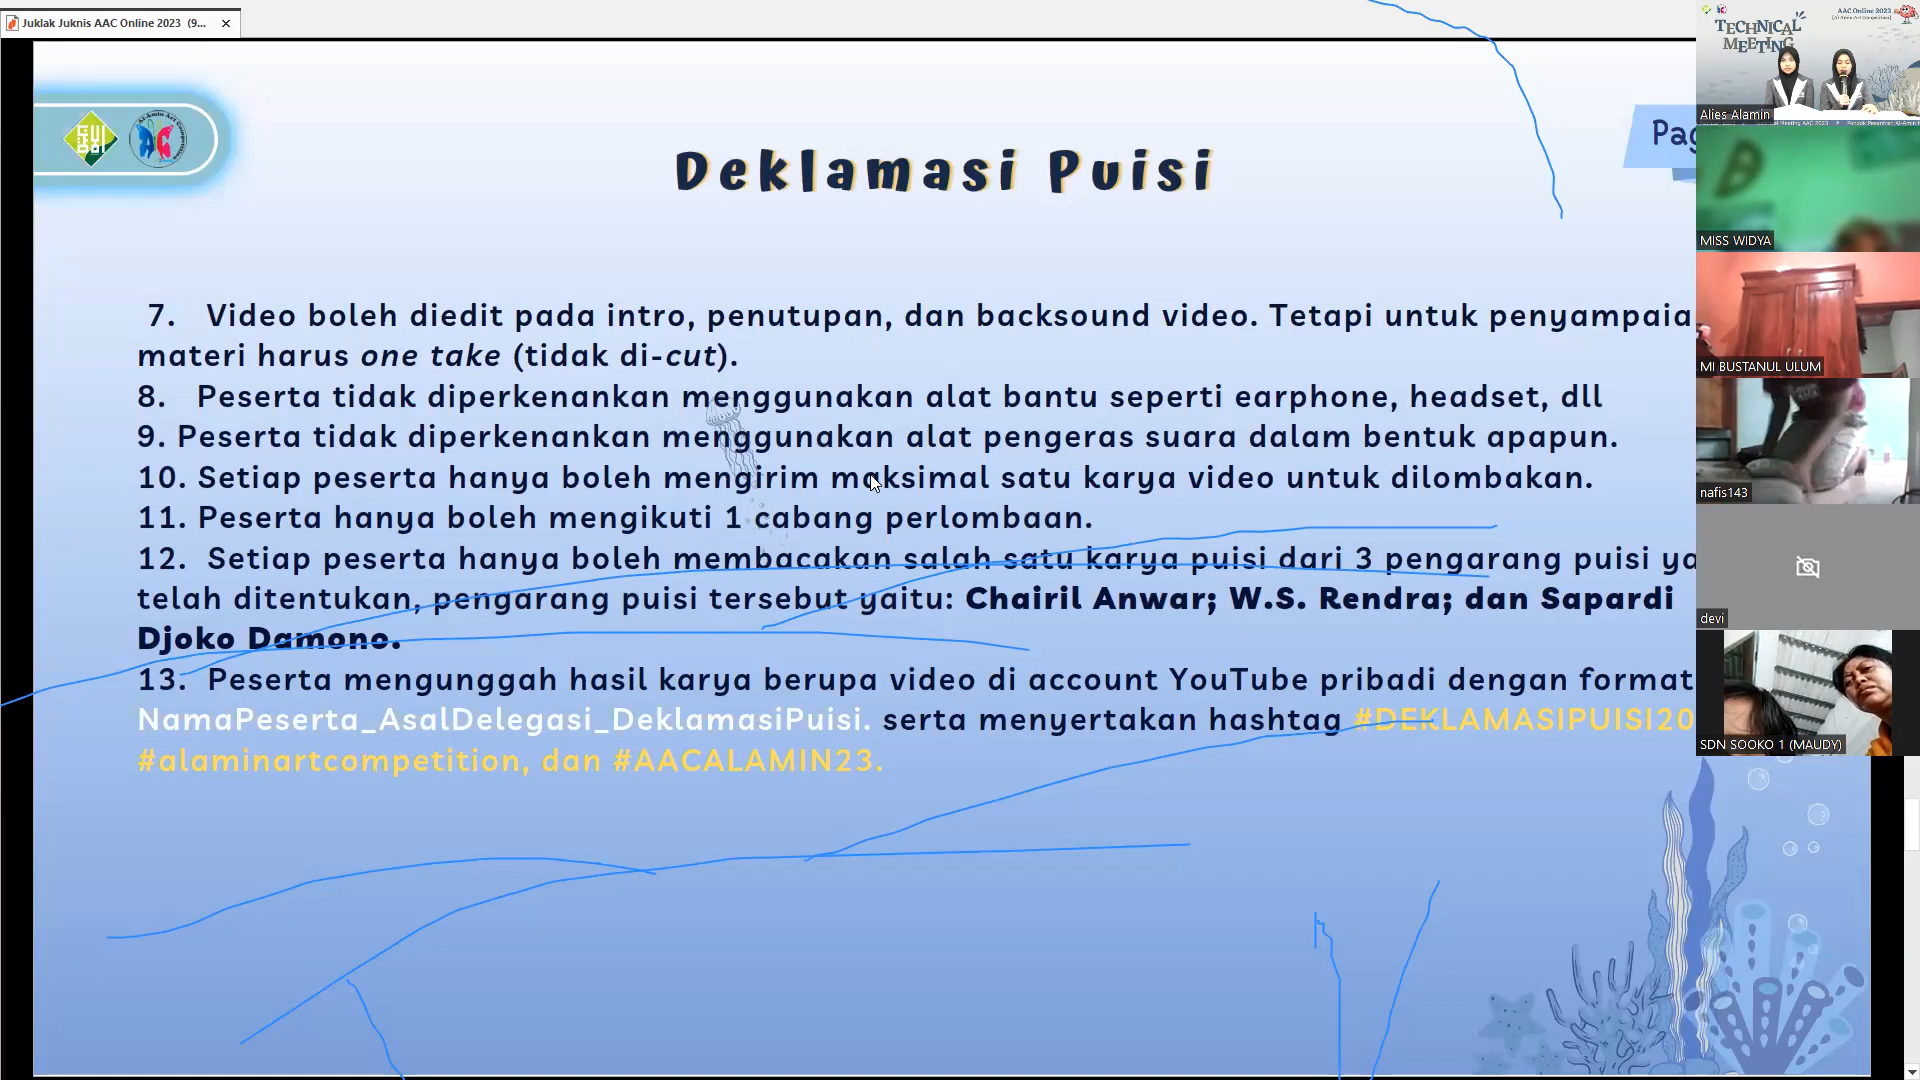 Juklak Juknis AAC Online 2023 (9...
Deklamasi Puisi
7. Video boleh diedit pada intro, penutupan, dan backsound video. Tetapi untuk penyampaia
materi harus one take (tidak di-cut).
8. Peserta tidak diperkenankan menggunakan alat bantu seperti earphone, headset, dll
9. Peserta tidak diperkenankan menggunakan alat pengeras suara dalam bentuk apapun.
10. Setiap peserta hanya boleh mengirim maksimal satu karya video untuk dilombakan.
11. Peserta hanya boleh mengikuti 1 cabang perlombaan.
12. Setiap peserta hanya boleh membacakan salah satu karya puisi dari 3 pengarang puisi ya
telah ditentukan, pengarang puisi tersebut yaitu: Chairil Anwar; W.S. Rendra; dan Sapardi
Djoko Damono.
13. Peserta mengunggah hasil karya berupa video di account YouTube pribadi dengan format
NamaPeserta_AsalDelegasi_DeklamasiPuisi. serta menyertakan hashtag #DEKLAMASIPUISI20
#alaminartcompetition, dan #AACALAMIN23.
Pag
AAC Online 2023
TECHNICAL
MEETING
Alies Alamin
MISS WIDYA
MI BUSTANUL ULUM
nafis143
devi
SDN SOOKO 1 (MAUDY)